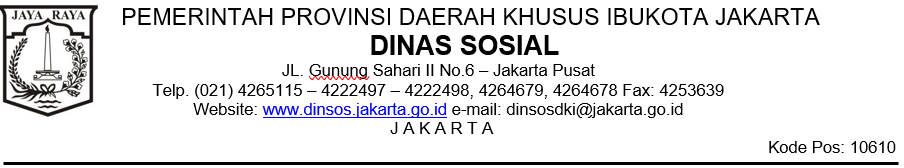 JAYA RAYA
PEMERINTAH PROVINSI DAERAH KHUSUS IBUKOTA JAKARTA
DINAS SOSIAL
JL. Gunung Sahari II No.6 – Jakarta Pusat
Telp. (021) 4265115 – 4222497 – 4222498, 4264679, 4264678 Fax: 4253639
Website: www.dinsos.jakarta.go.id e-mail: dinsosdki@jakarta.go.id
J A K A R T A
Kode Pos: 10610